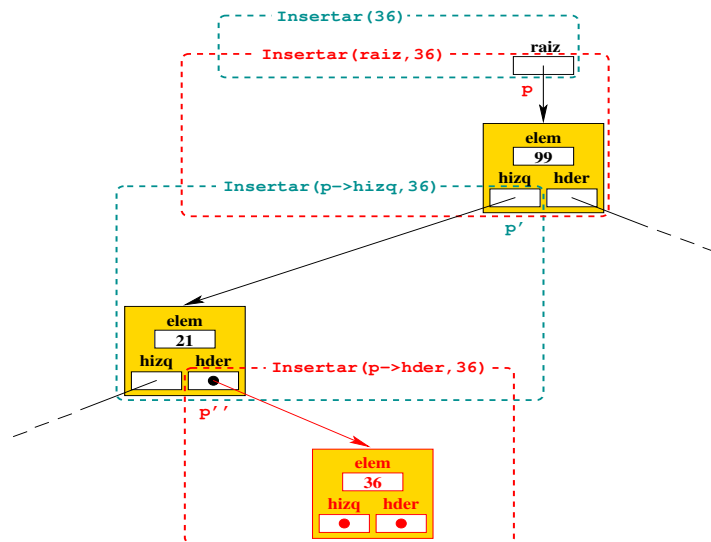 Insertar(36)
raiz
Insertar(raiz,36)
p
elem
99
hizq hder
Insertar(p->hizq,36)
p'
elem
21
hizq hder
Insertar(p->hder,36)
p''
elem
36
hizq hder